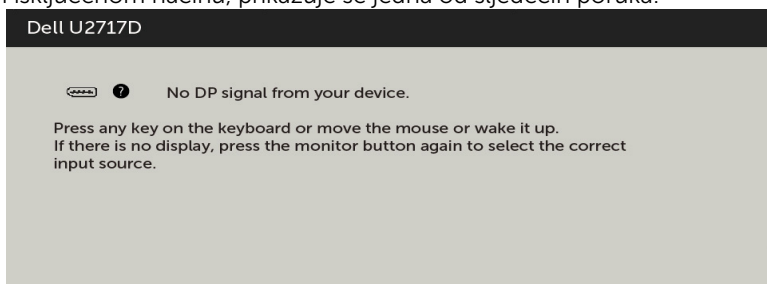 isključenom načinu, prikazuje se jedna od sljedećih poruka:
Dell U2717D
? No DP signal from your device.
Press any key on the keyboard or move the mouse or wake it up.
If there is no display, press the monitor button again to select the correct
input source.